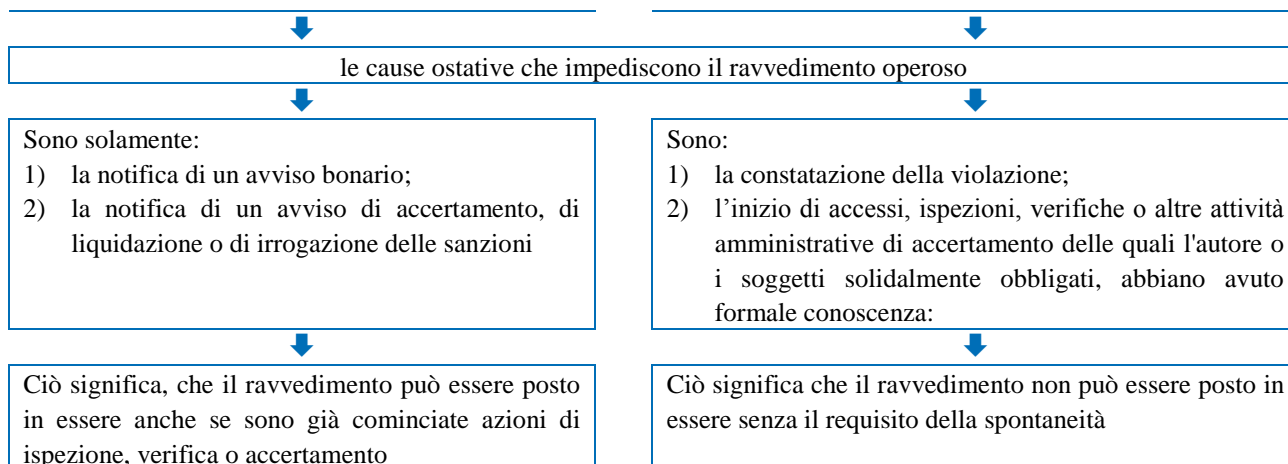 le cause ostative che impediscono il ravvedimento operoso
Sono solamente:
1) la notifica di un avviso bonario;
2) la notifica di un avviso di accertamento, di
liquidazione o di irrogazione delle sanzioni
Sono:
1) la constatazione della violazione;
2) l’inizio di accessi, ispezioni, verifiche o altre attività
amministrative di accertamento delle quali l'autore o
i soggetti solidalmente obbligati, abbiano avuto
formale conoscenza:
Ciò significa, che il ravvedimento può essere posto
in essere anche se sono già cominciate azioni di
ispezione, verifica o accertamento
Ciò significa che il ravvedimento non può essere posto in
essere senza il requisito della spontaneità